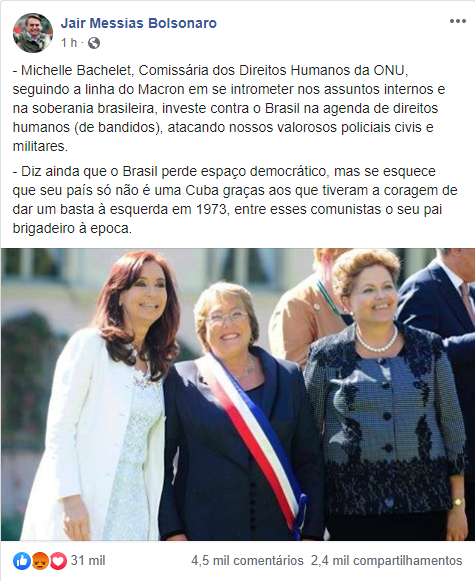 Jair Messias Bolsonaro
1 h ·
- Michelle Bachelet, Comissária dos Direitos Humanos da ONU,
seguindo a linha do Macron em se intrometer nos assuntos internos e
na soberania brasileira, investe contra o Brasil na agenda de direitos
humanos (de bandidos), atacando nossos valorosos policiais civis e
militares.
- Diz ainda que o Brasil perde espaço democrático, mas se esquece
que seu país só não é uma Cuba graças aos que tiveram a coragem de
dar um basta à esquerda em 1973, entre esses comunistas o seu pai
brigadeiro à epoca.
31 mil 4,5 mil comentários 2,4 mil compartilhamentos